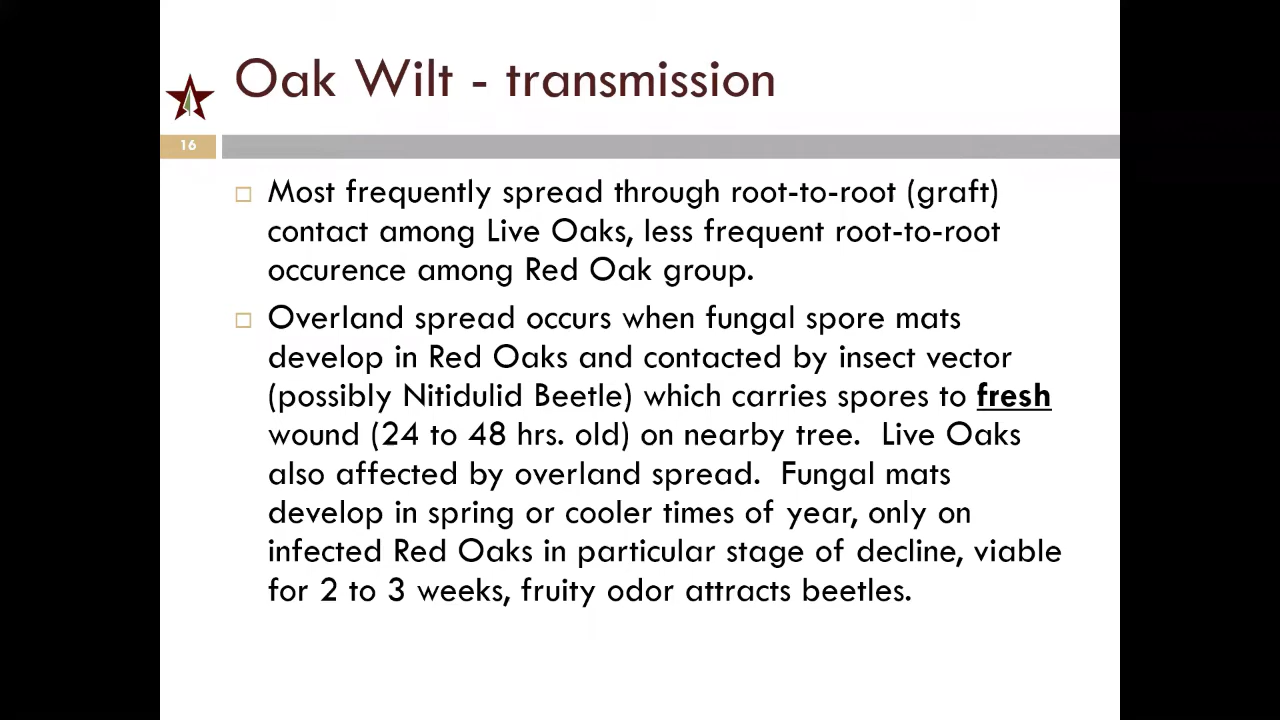 Oak Wilt - transmission
16
Most frequently spread through root-to-root (graft)
contact among Live Oaks, less frequent root-to-root
occurence among Red Oak group.
Overland spread occurs when fungal spore mats
develop in Red Oaks and contacted by insect vector
(possibly Nitidulid Beetle) which carries spores to fresh
wound (24 to 48 hrs. old) on nearby tree.  Live Oaks
also affected by overland spread.  Fungal mats
develop in spring or cooler times of year, only on
infected Red Oaks in particular stage of decline, viable
for 2 to 3 weeks, fruity odor attracts beetles.